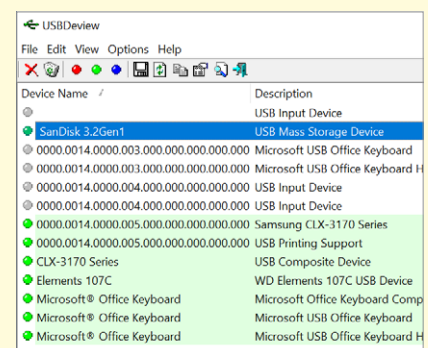 USBDeview
File Edit View Options Help
Device Name / Description
USB Input Device
SanDisk 3.2Gen1 USB Mass Storage Device
0000.0014.0000.003.000.000.000.000.000 Microsoft USB Office Keyboard
0000.0014.0000.003.000.000.000.000.000 Microsoft USB Office Keyboard H
0000.0014.0000.004.000.000.000.000.000 USB Input Device
0000.0014.0000.004.000.000.000.000.000 USB Input Device
0000.0014.0000.005.000.000.000.000.000 Samsung CLX-3170 Series
0000.0014.0000.005.000.000.000.000.000 USB Printing Support
CLX-3170 Series USB Composite Device
Elements 107C WD Elements 107C USB Device
Microsoft® Office Keyboard Microsoft Office Keyboard Comp
Microsoft® Office Keyboard Microsoft USB Office Keyboard
Microsoft® Office Keyboard Microsoft USB Office Keyboard H